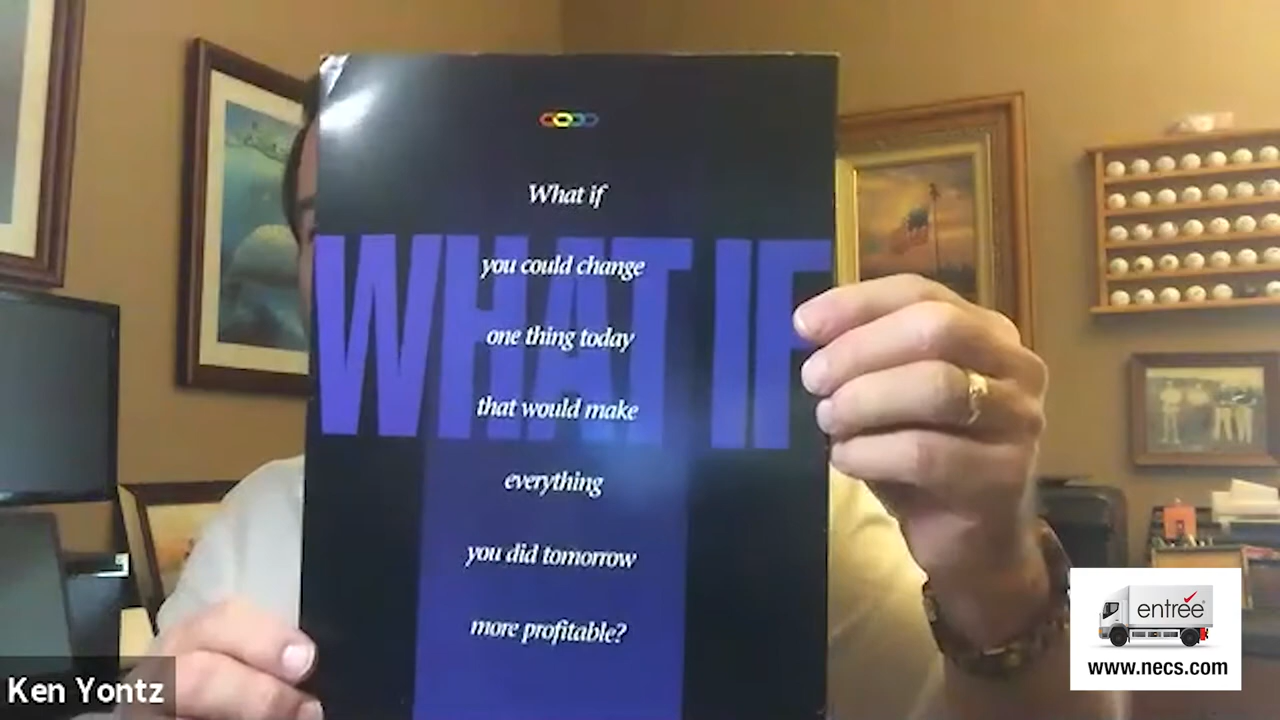 What if
WHAT IF
you could change
one thing today
that would make
everything
you did tomorrow
more profitable?
Ken Yontz
entrée®
www.necs.com